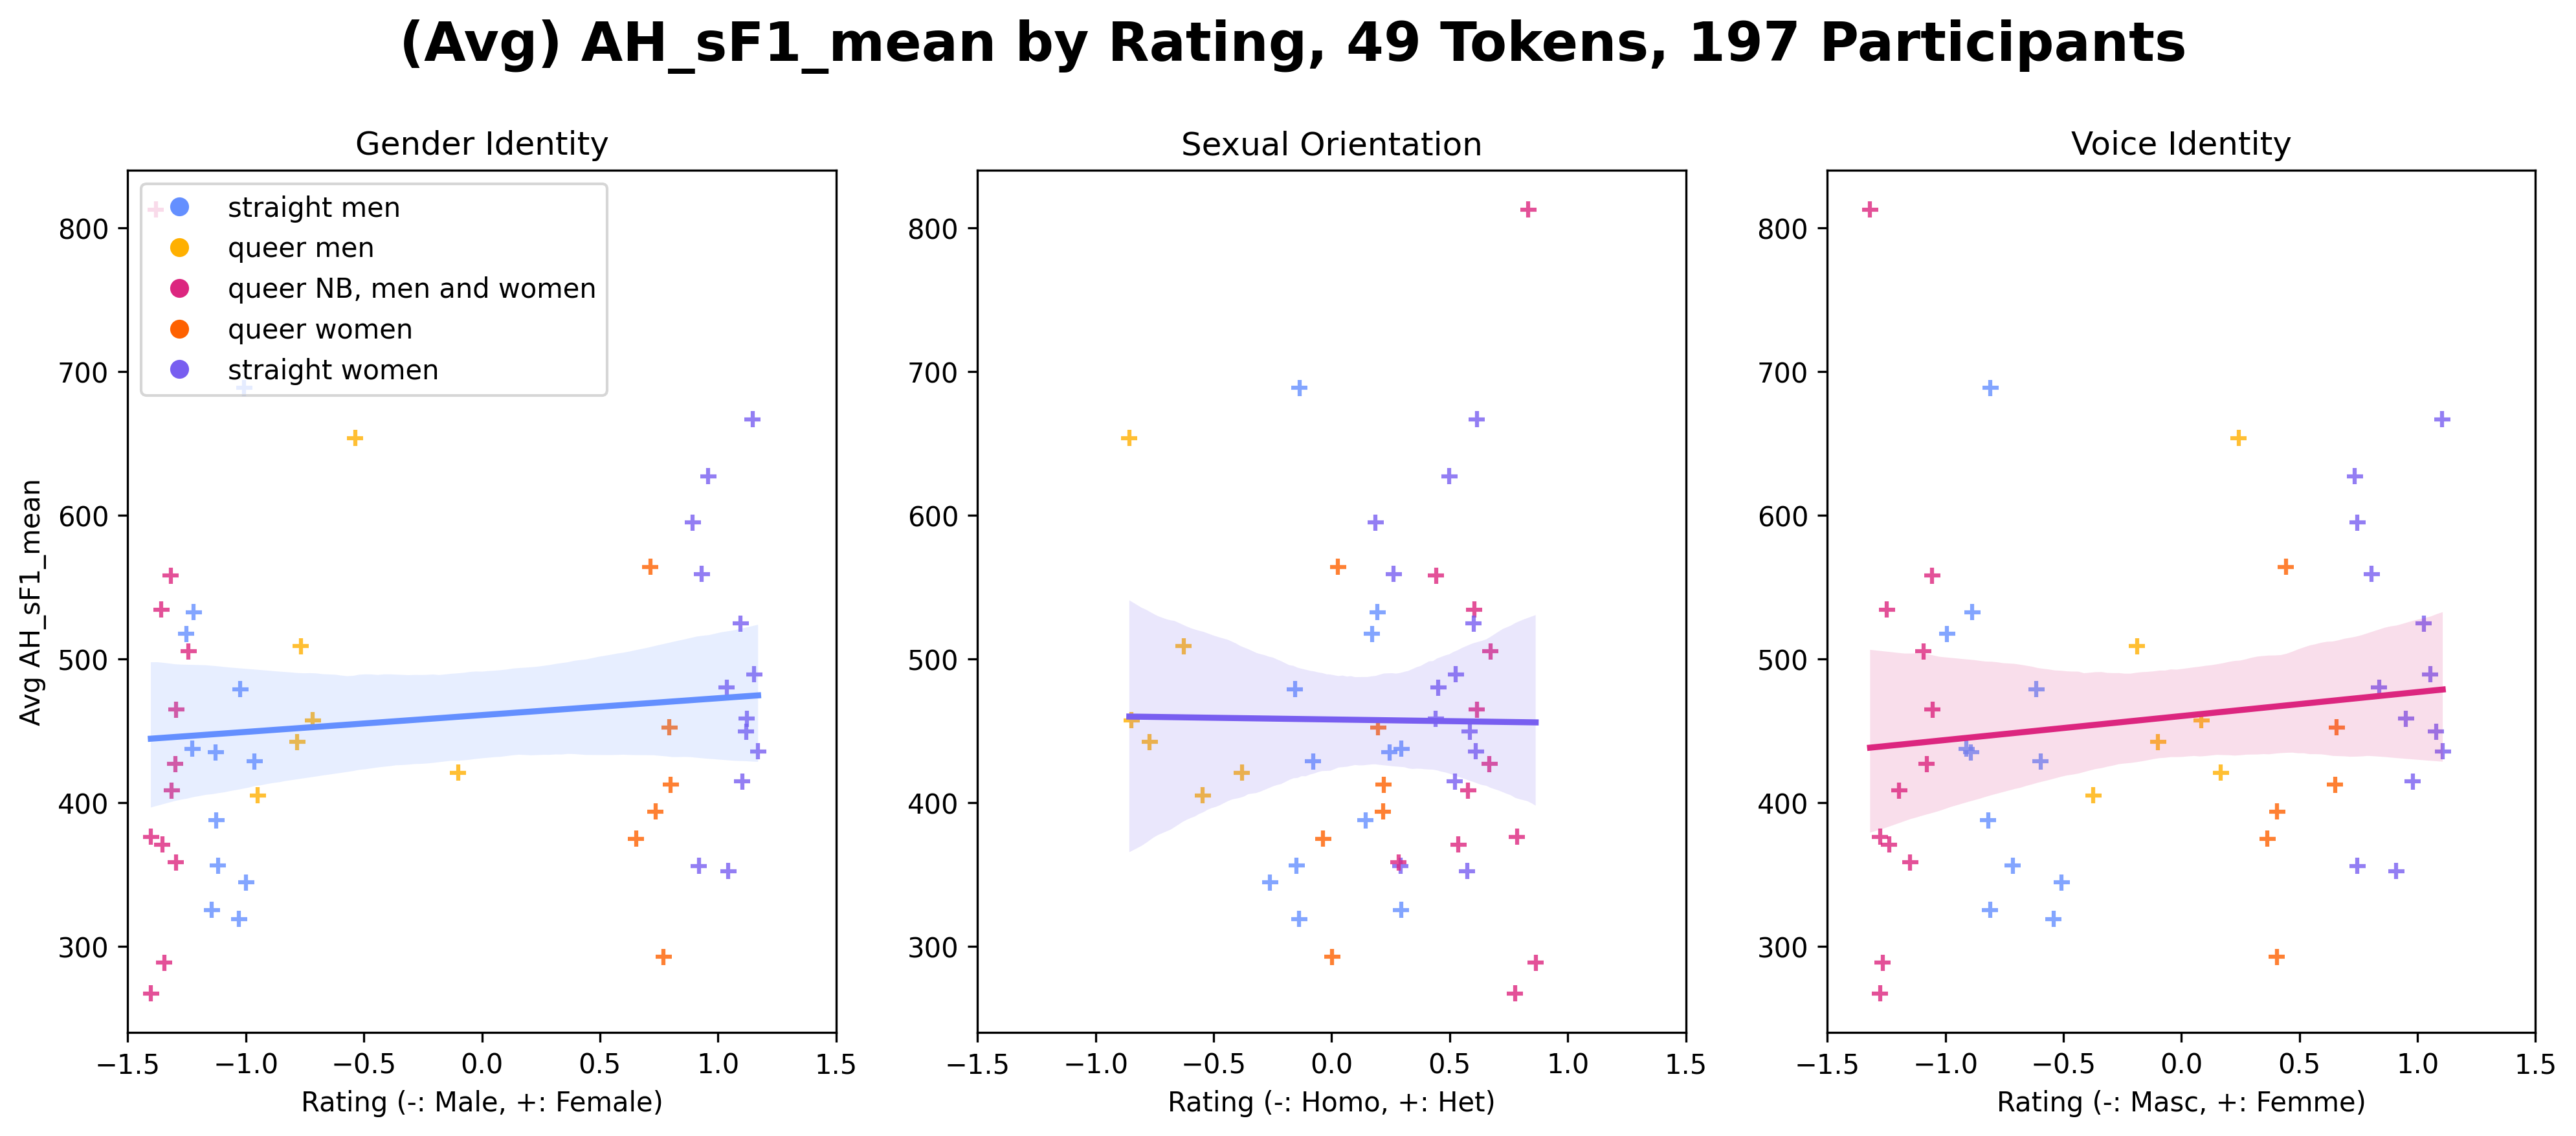 (Avg) AH_sF1_mean by Rating, 49 Tokens, 197 Participants
Gender Identity
straight men
queer men
queer NB, men and women
queer women
straight women
Avg AH_sF1_mean
800
700
600
500
400
300
−1.5 −1.0 −0.5 0.0 0.5 1.0 1.5
Rating (-: Male, +: Female)
Sexual Orientation
800
700
600
500
400
300
−1.5 −1.0 −0.5 0.0 0.5 1.0 1.5
Rating (-: Homo, +: Het)
Voice Identity
800
700
600
500
400
300
−1.5 −1.0 −0.5 0.0 0.5 1.0 1.5
Rating (-: Masc, +: Femme)